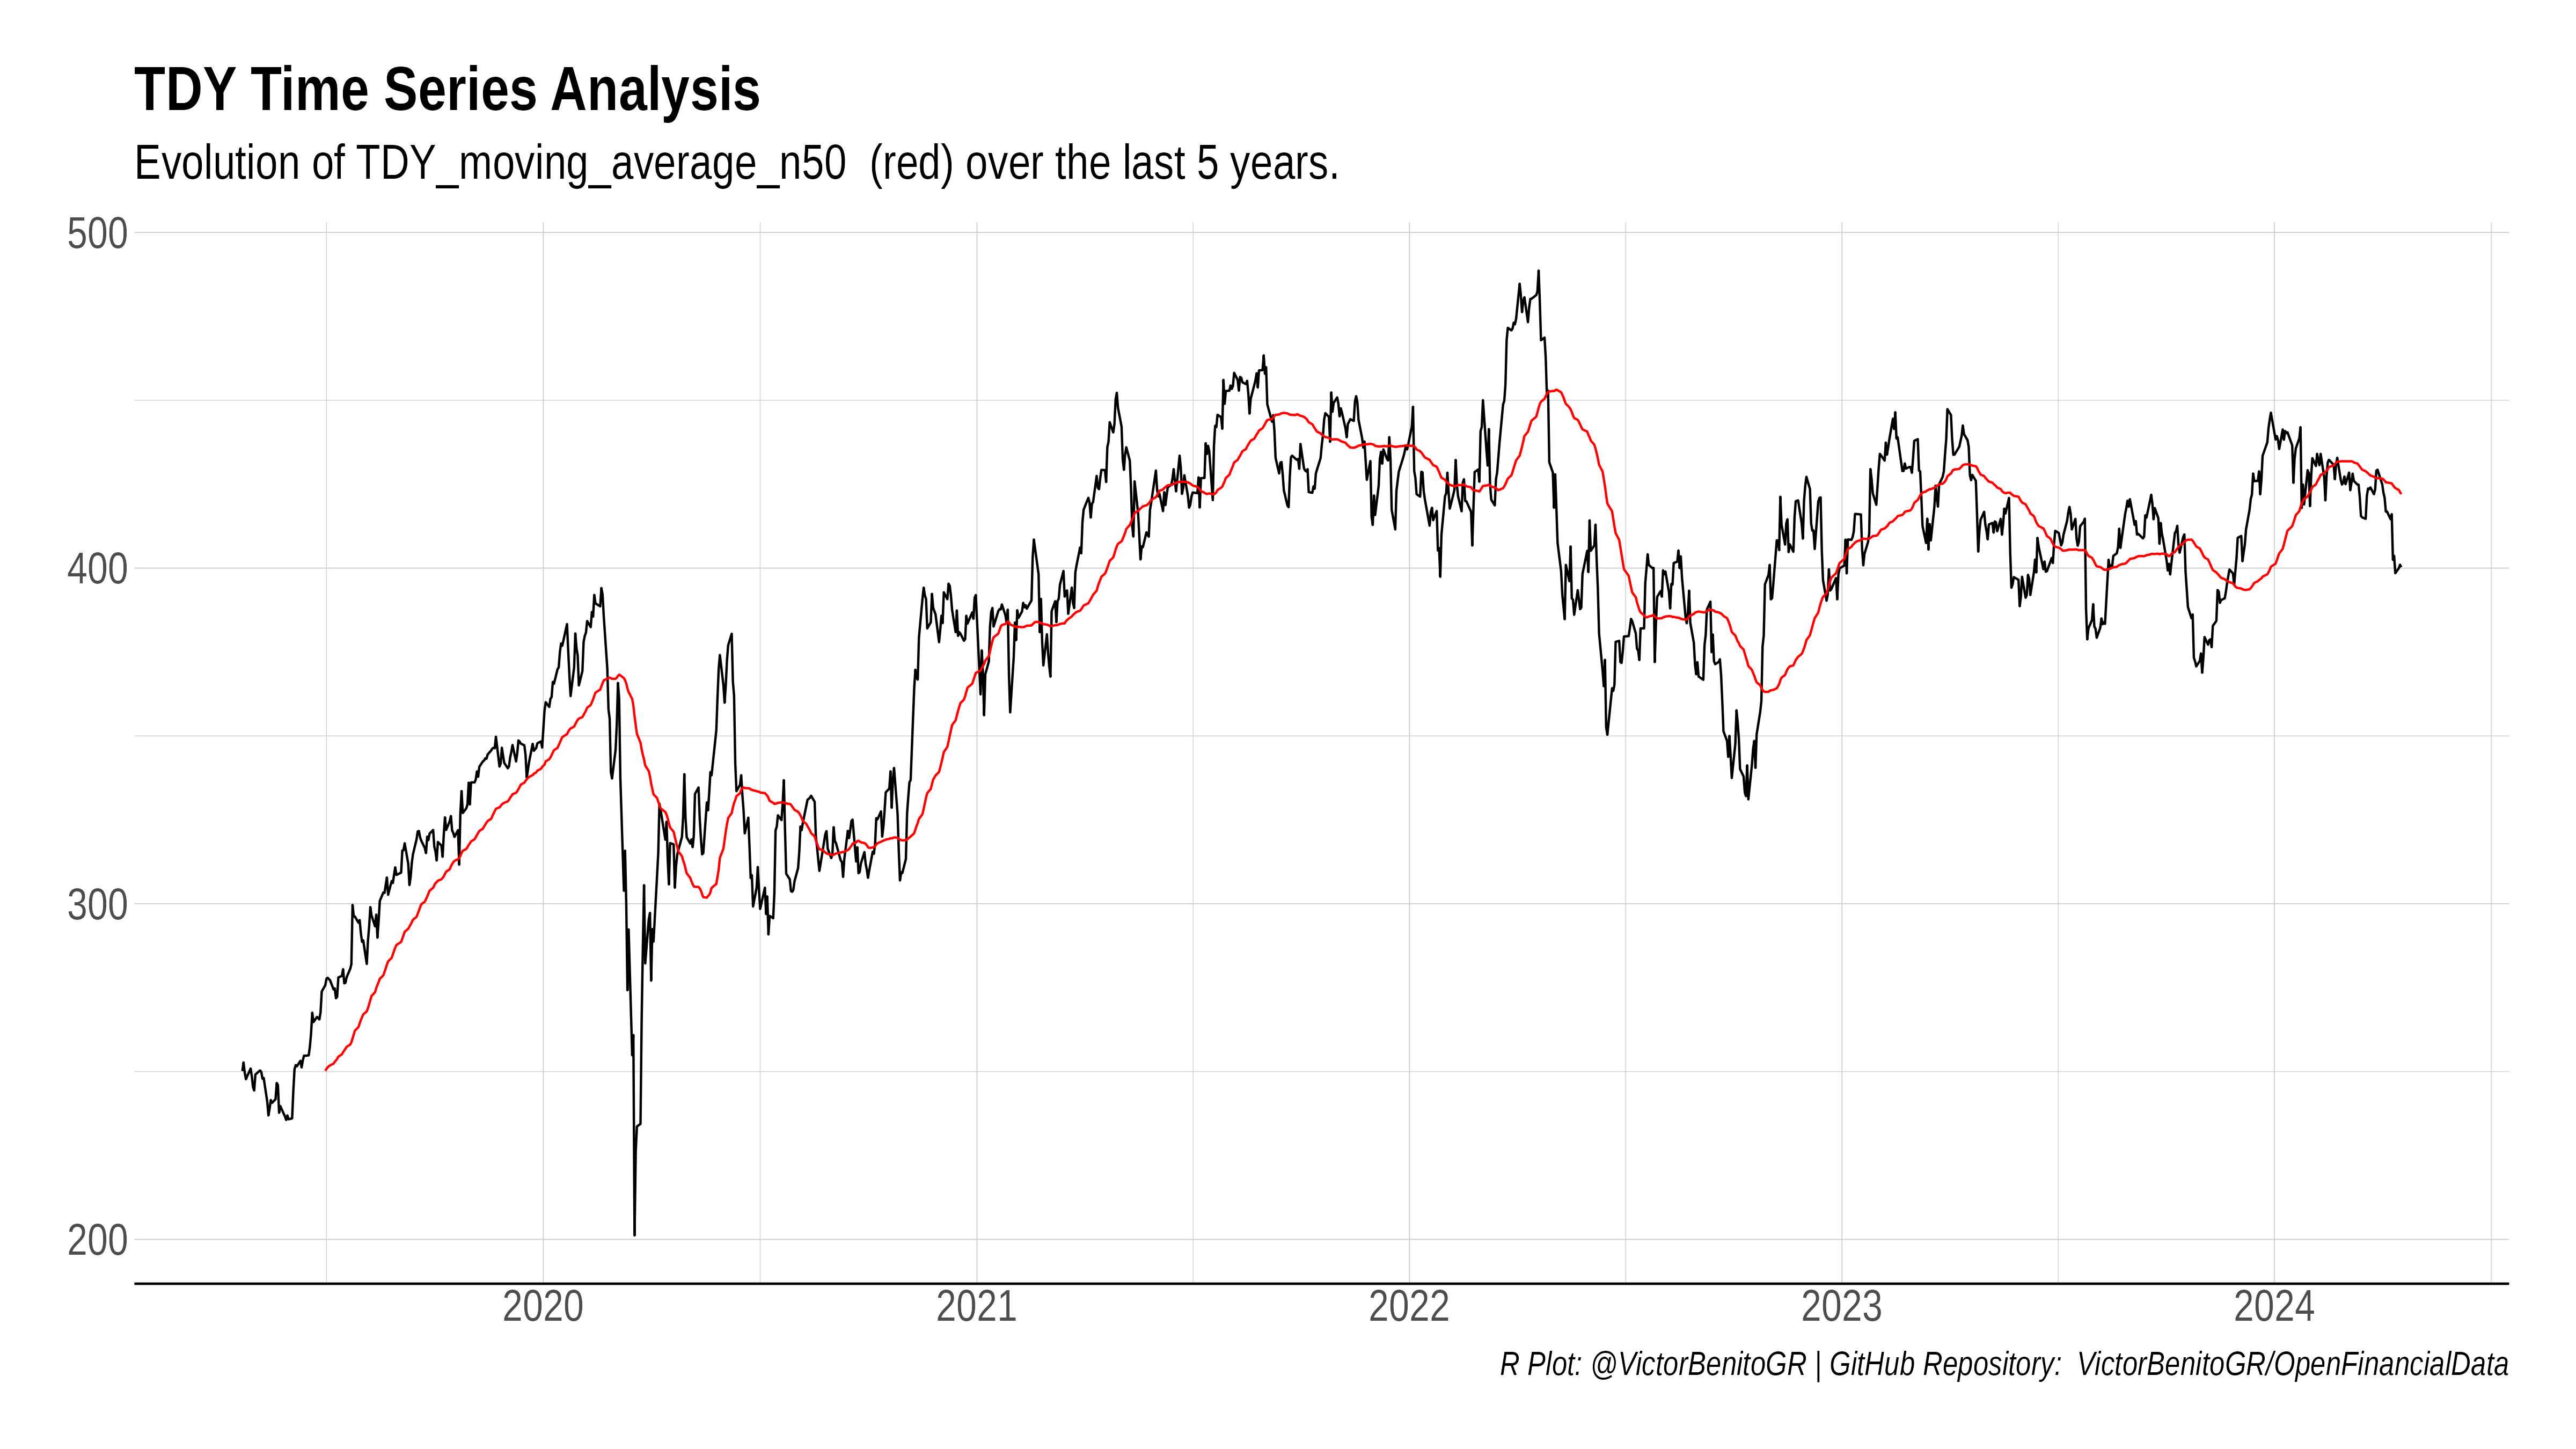 TDY Time Series Analysis
Evolution of TDY_moving_average_n50  (red) over the last 5 years.
500
400
300
200
2020 2021 2022 2023 2024
R Plot: @VictorBenitoGR | GitHub Repository:  VictorBenitoGR/OpenFinancialData